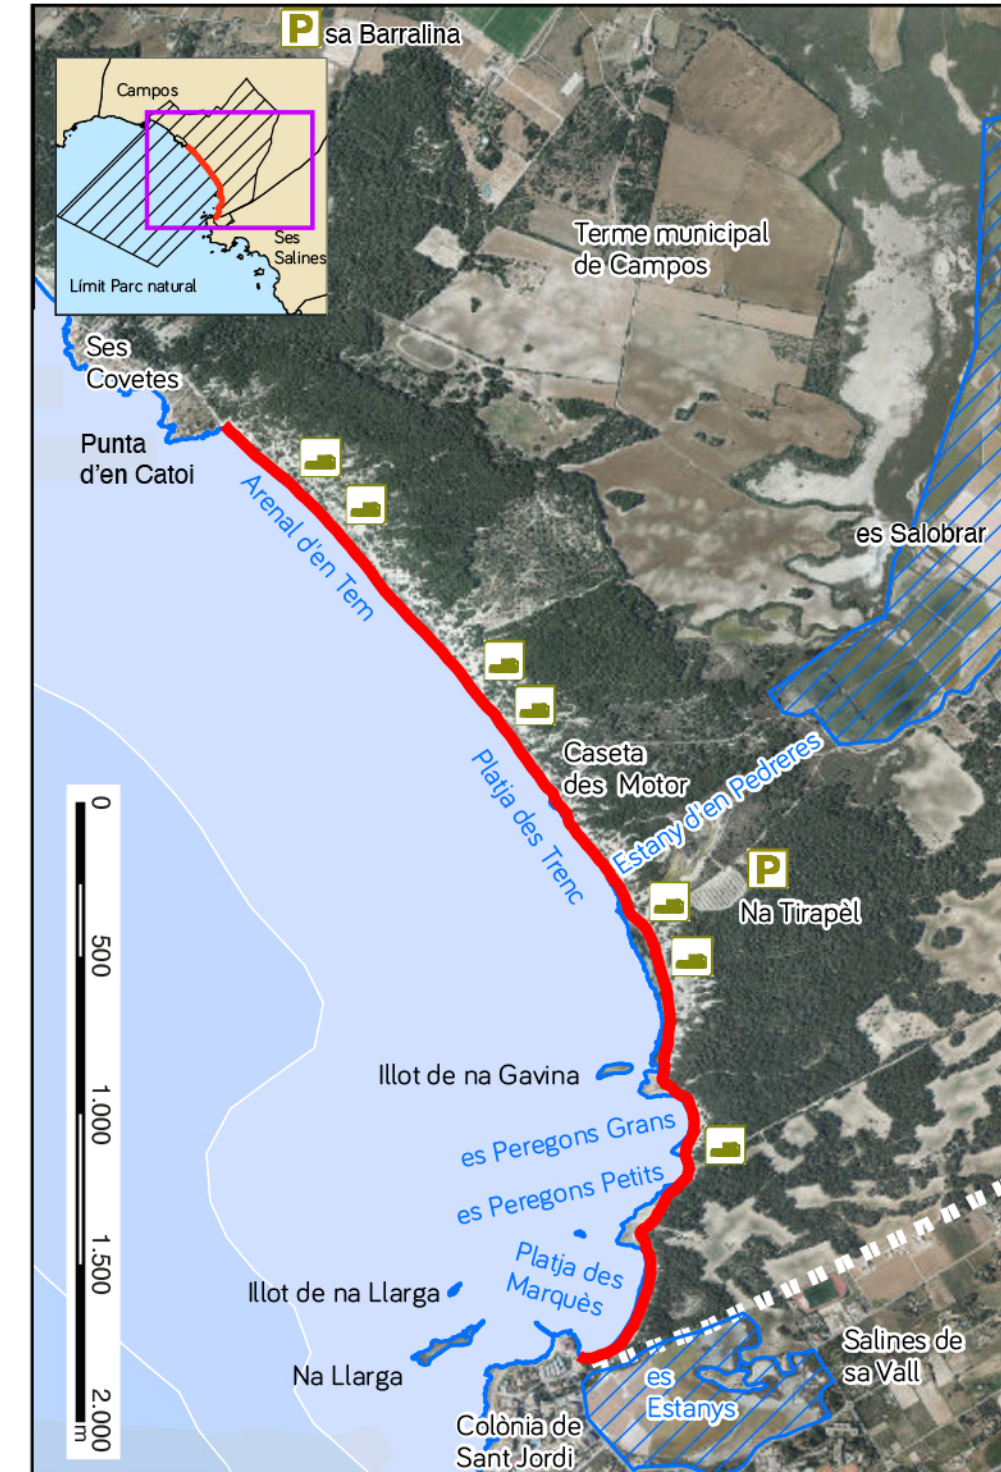 P sa Barralina
Campos
Ses
Salines
Límit Parc natural
Terme municipal
de Campos
Ses
Covetes
Punta
d'en Catoi
Arenal d'en Tem
es Salobrar
Platja des Trenc
Caseta
des Motor
Estany d'en Pedreres
P
Na Tirapèl
0
500
1.000
1.500
2.000
m
Illot de na Gavina
es Peregons Grans
es Peregons Petits
Platja des
Marquès
Illot de na Llarga
Na Llarga
Salines de
sa Vall
es
Estanys
Colònia de
Sant Jordi